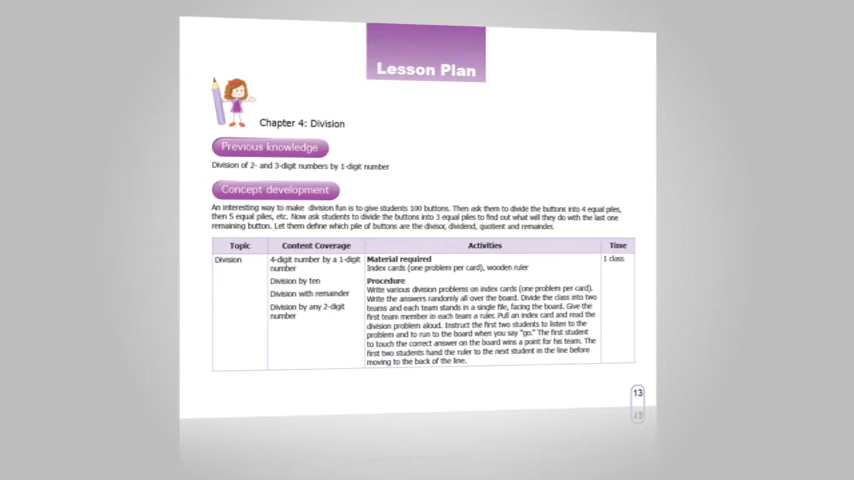 Lesson Plan
Chapter 4: Division
Previous knowledge
Division of 2- and 3-digit numbers by 1-digit number
Concept development
An interesting way to make division fun is to give students 100 buttons. Then ask them to divide the buttons into 4 equal piles,
then 5 equal piles, etc. Now ask students to divide the buttons into 3 equal piles to find out what will they do with the last one
remaining button. Let them define which pile of buttons are the divisor, dividend, quotient and remainder.
Topic
Content Coverage
Activities
Time
Division
4-digit number by a 1-digit
number
Division by ten
Division with remainder
Division by any 2-digit
number
Material required
Index cards (one problem per card), wooden ruler
Procedure
Write various division problems on index cards (one problem per card).
Write the answers randomly all over the board. Divide the class into two
teams and each team stands in a single file, facing the board. Give the
first team member in each team a ruler. Pull an index card and read the
division problem aloud. Instruct the first two students to listen to the
problem and to run to the board when you say "go." The first student
to touch the correct answer on the board wins a point for his team. The
first two students hand the ruler to the next student in the line before
moving to the back of the line.
1 class
13